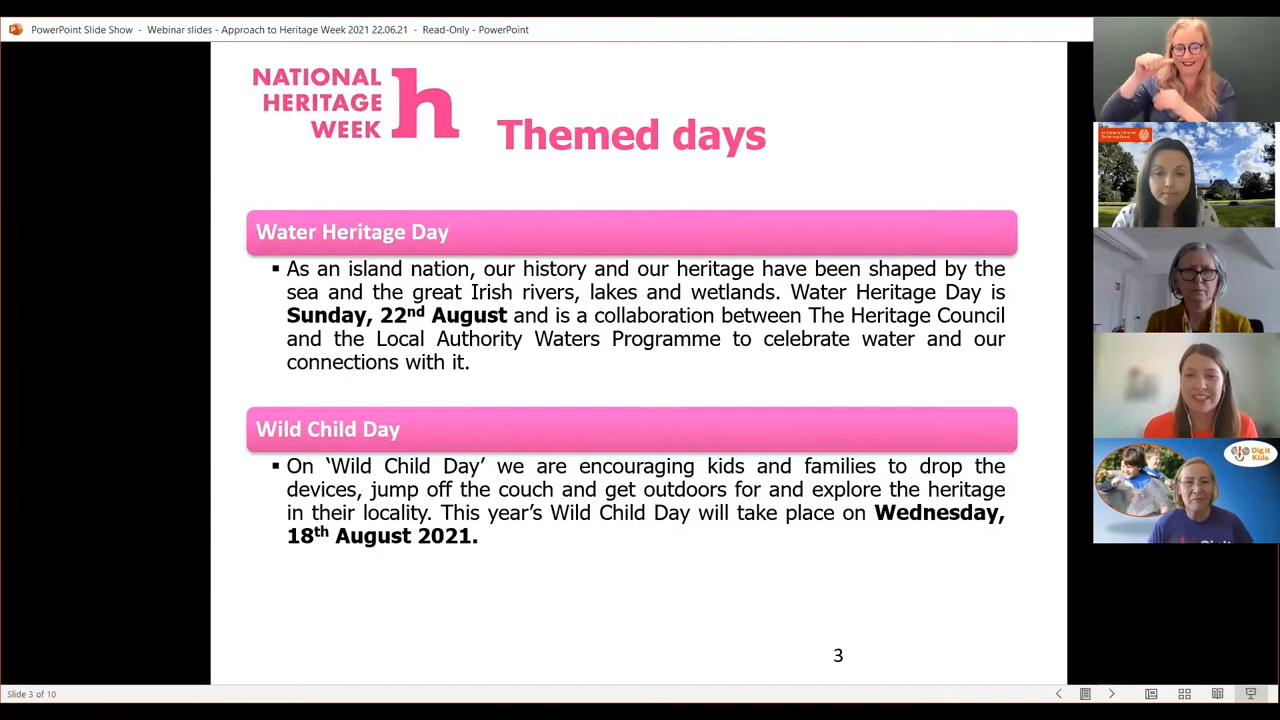 PowerPoint Slide Show - Webinar slides - Approach to Heritage Week 2021 22.06.21 - Read-Only - PowerPoint
NATIONAL
HERITAGE
WEEK
h
Themed days
Water Heritage Day
▪ As an island nation, our history and our heritage have been shaped by the
sea and the great Irish rivers, lakes and wetlands. Water Heritage Day is
Sunday, 22nd August and is a collaboration between The Heritage Council
and the Local Authority Waters Programme to celebrate water and our
connections with it.
Wild Child Day
▪ On ‘Wild Child Day’ we are encouraging kids and families to drop the
devices, jump off the couch and get outdoors for and explore the heritage
in their locality. This year’s Wild Child Day will take place on Wednesday,
18th August 2021.
3
Slide 3 of 10
Dig it
Kids